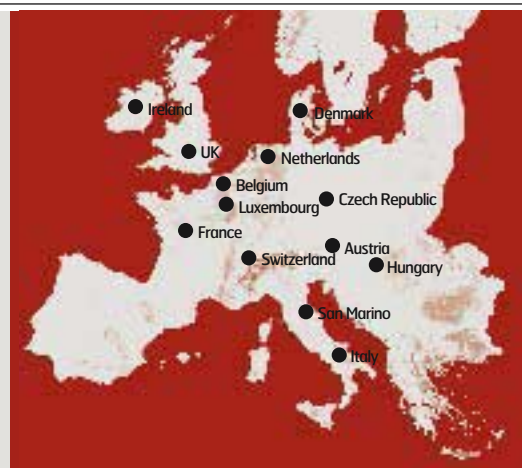 Ireland
Denmark
UK
Netherlands
Belgium
Czech Republic
Luxembourg
France
Austria
Switzerland
Hungary
San Marino
Italy